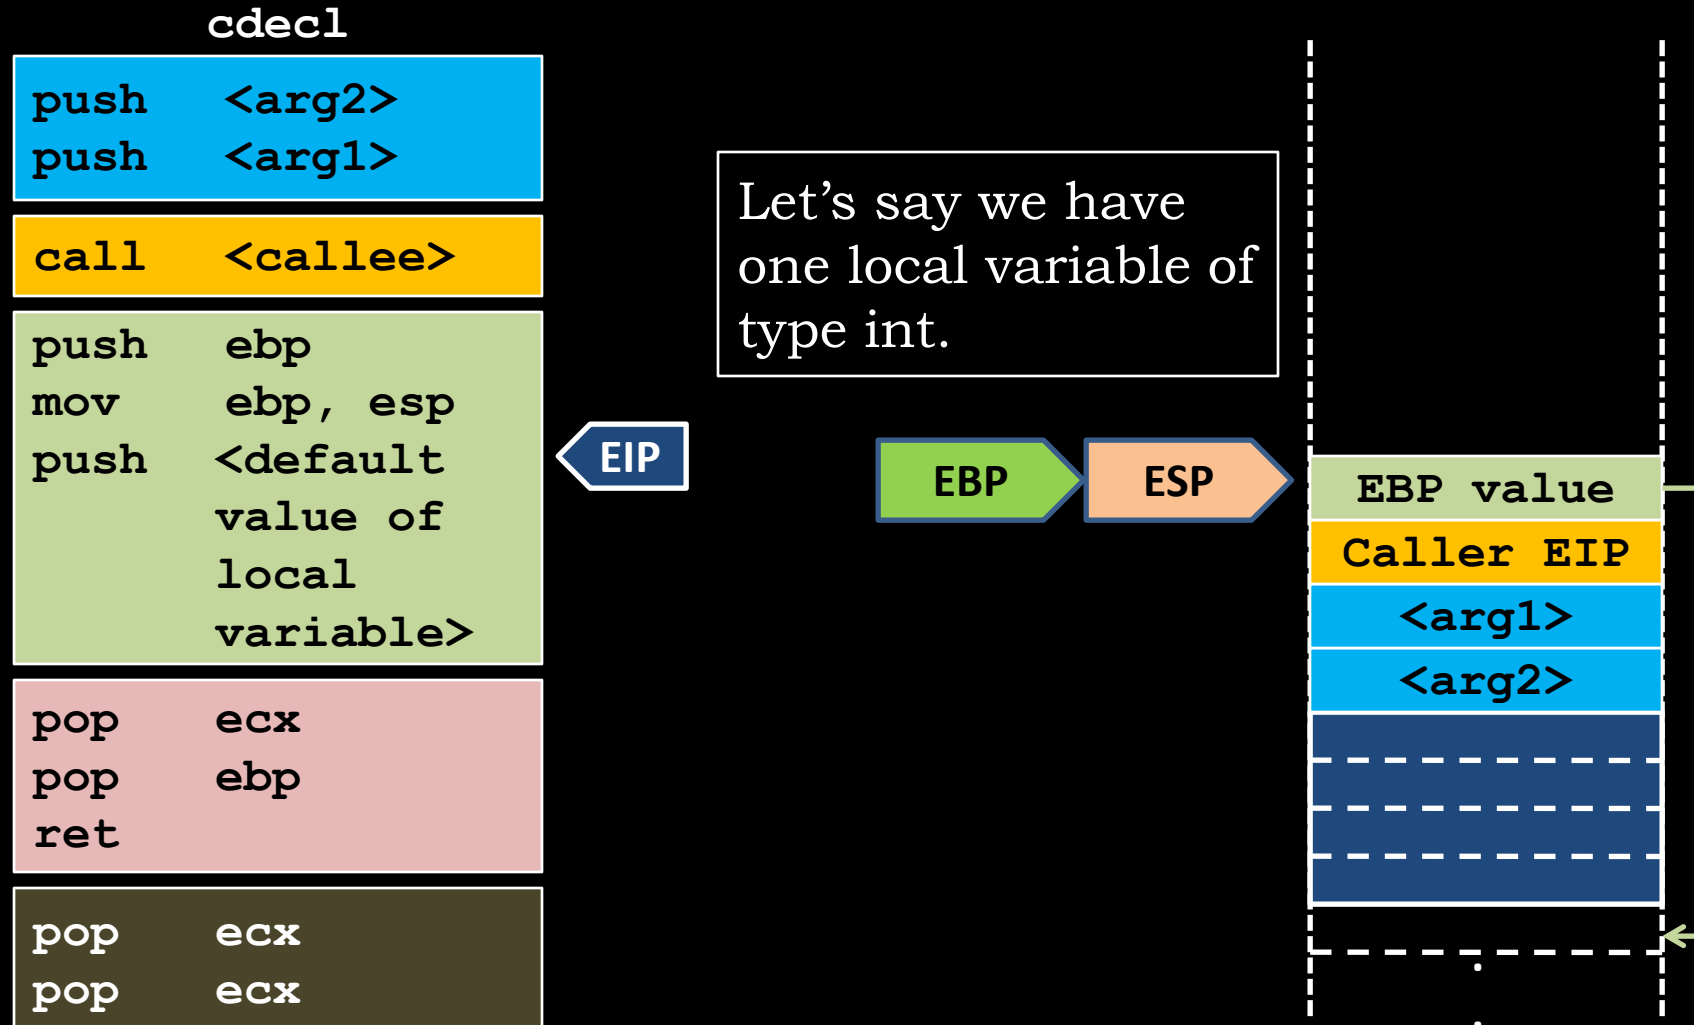 cdecl
push <arg2>
push <arg1>
call <callee>
push ebp
mov ebp, esp
push <default
value of
local
variable>
pop ecx
pop ebp
ret
pop ecx
pop ecx
Let’s say we have
one local variable of
type int.
EIP
EBP
ESP
EBP value
Caller EIP
<arg1>
<arg2>